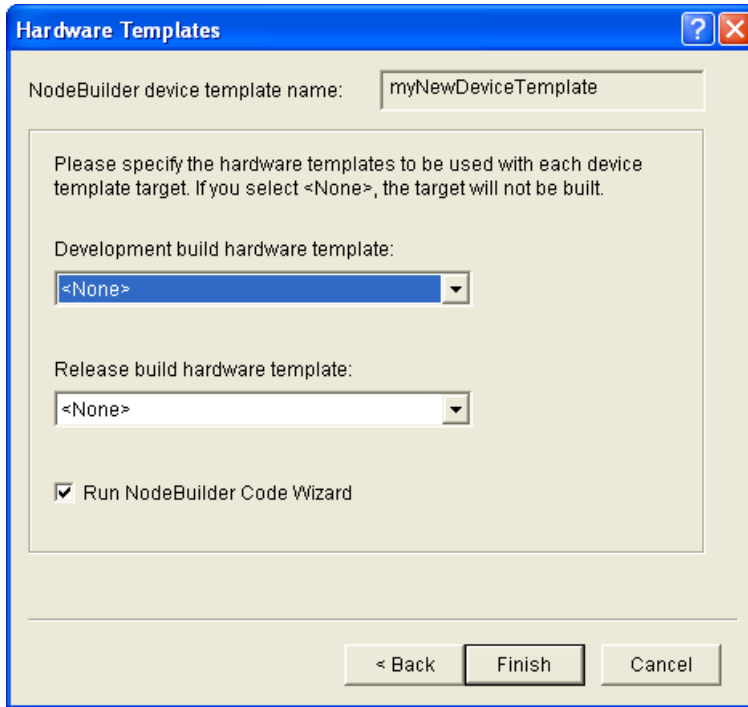 Hardware Templates
NodeBuilder device template name:
myNewDeviceTemplate
Please specify the hardware templates to be used with each device
template target. If you select <None>, the target will not be built.
Development build hardware template:
<None>
Release build hardware template:
<None>
Run NodeBuilder Code Wizard
< Back
Finish
Cancel